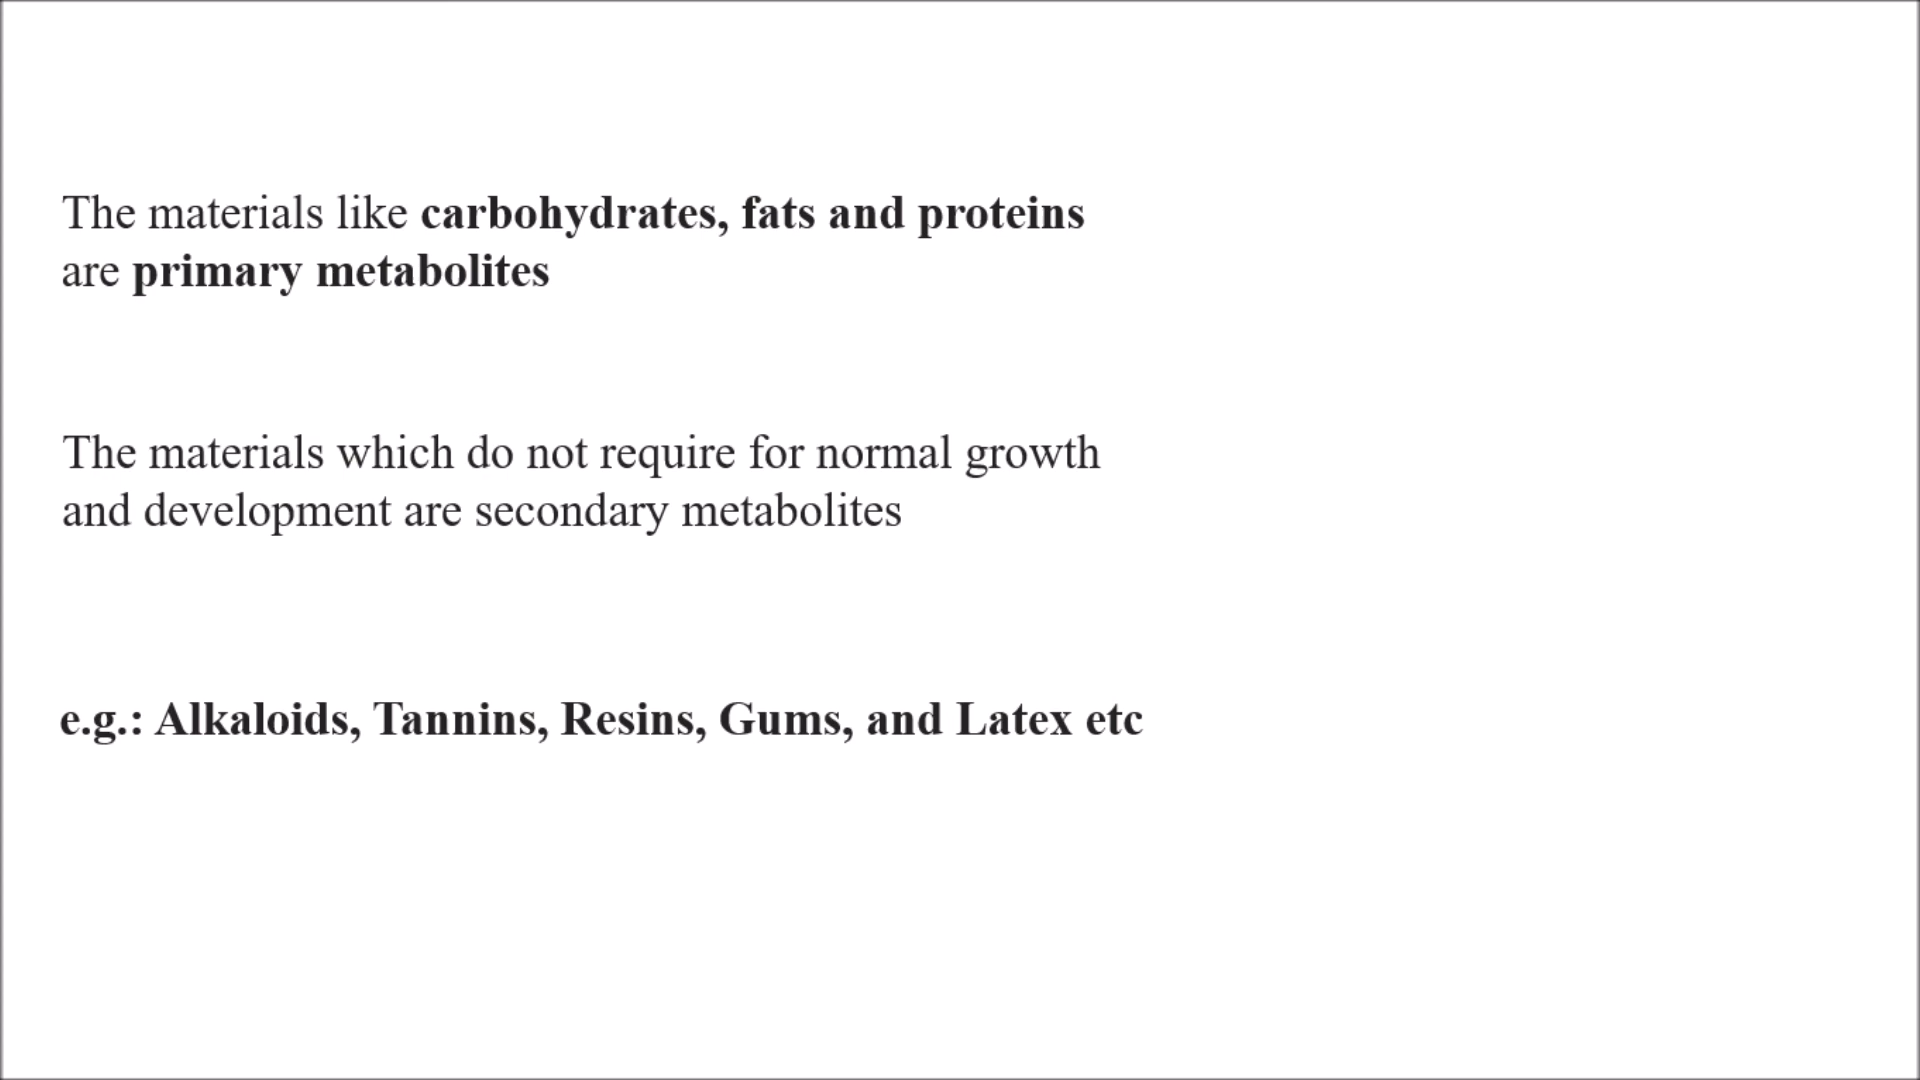 The materials like carbohydrates, fats and proteins
are primary metabolites
The materials which do not require for normal growth
and development are secondary metabolites
e.g.: Alkaloids, Tannins, Resins, Gums, and Latex etc